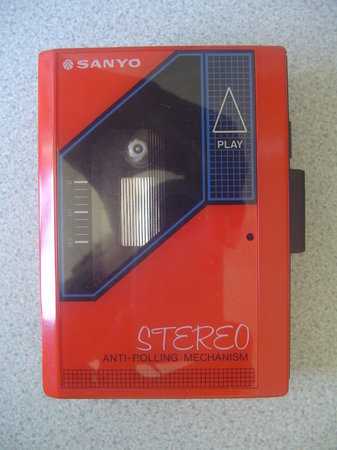 SANYO
PLAY
STEREO
ANTI-ROLLING MECHANISM